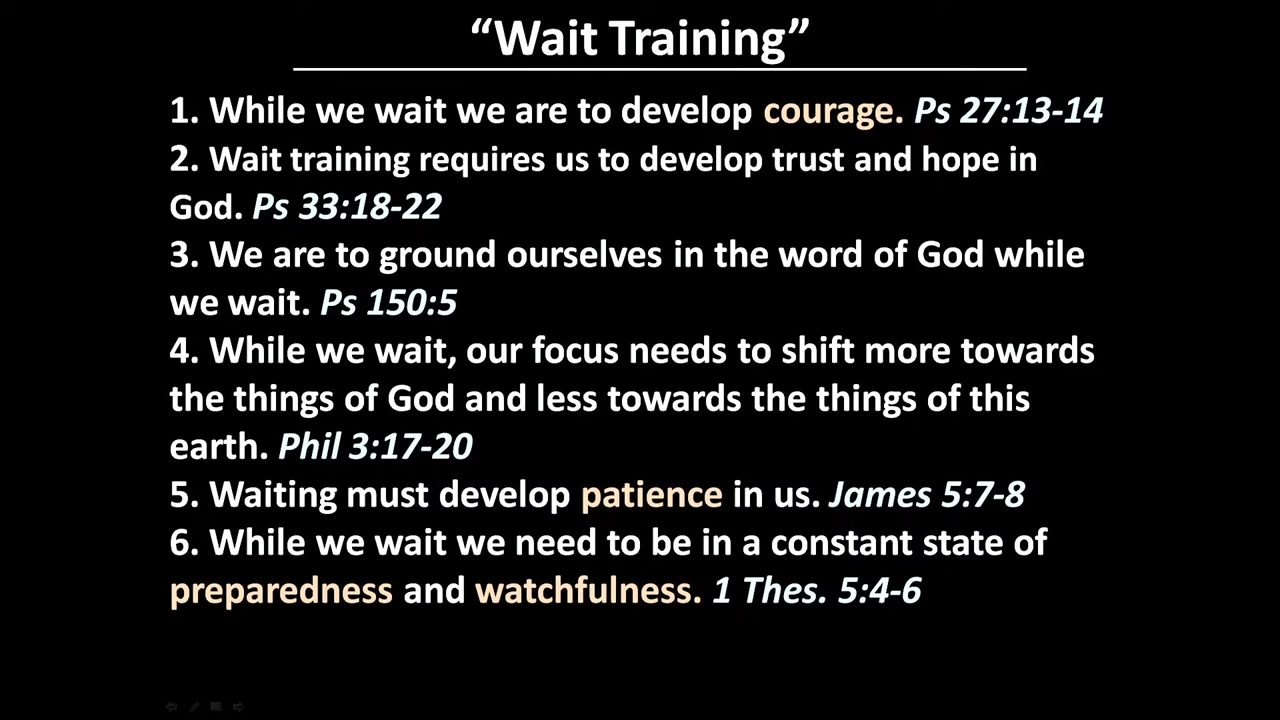 “Wait Training”
1. While we wait we are to develop courage. Ps 27:13-14
2. Wait training requires us to develop trust and hope in
God. Ps 33:18-22
3. We are to ground ourselves in the word of God while
we wait. Ps 150:5
4. While we wait, our focus needs to shift more towards
the things of God and less towards the things of this
earth. Phil 3:17-20
5. Waiting must develop patience in us. James 5:7-8
6. While we wait we need to be in a constant state of
preparedness and watchfulness. 1 Thes. 5:4-6